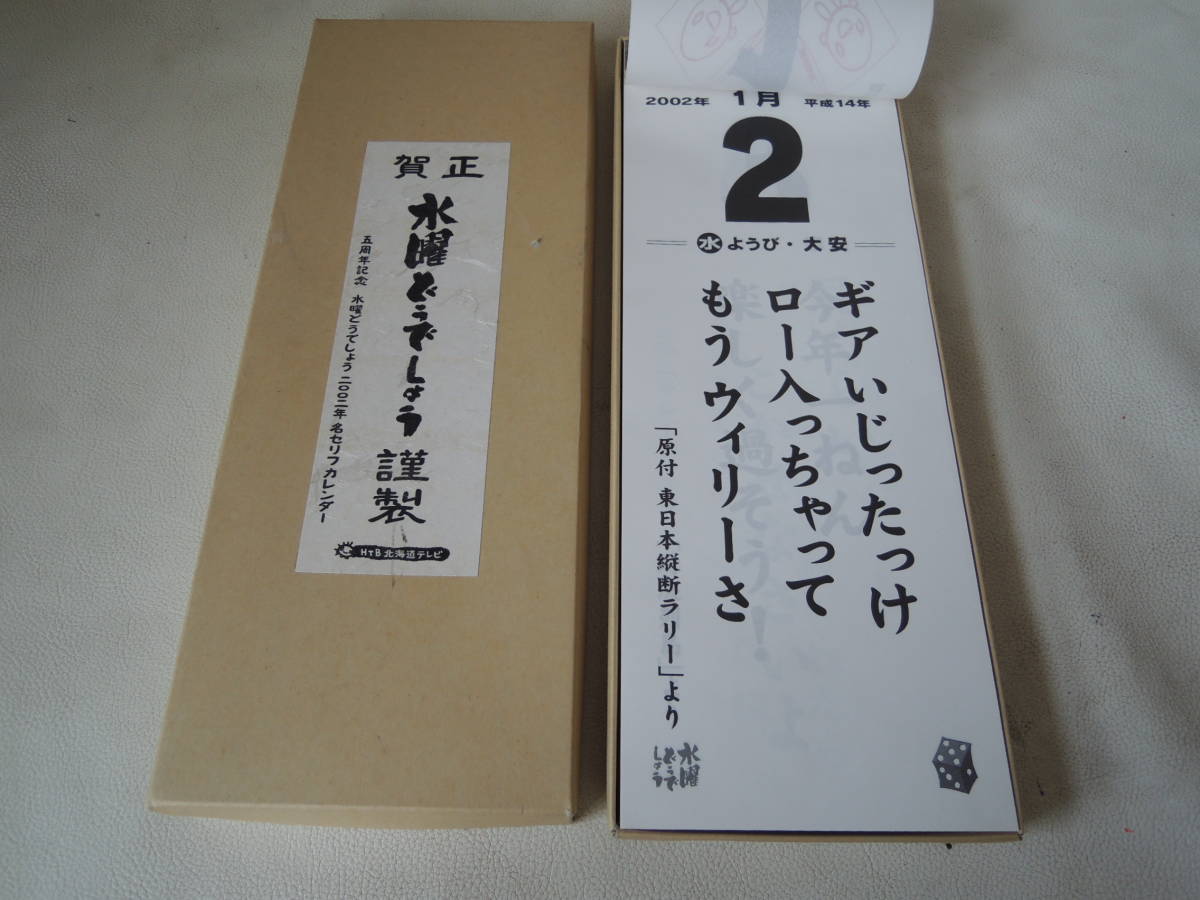 賀正
水曜どうでしょう
謹製
五周年記念 水曜どうでしょう 二〇〇二年 名セリフカレンダー
HTB 北海道テレビ
2002年 1月 平成14年
2
水ようび・大安
ギアいじったっけ
ロー入っちゃって
もうウィリーさ
「原付 東日本縦断ラリー」より
水曜
どうで
しょう